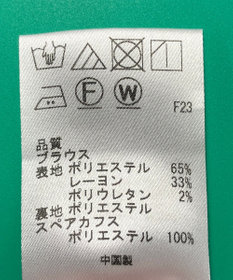 F W
F23
品質
ブラウス
表地 ポリエステル 65%
レーヨン 33%
ポリウレタン 2%
裏地 ポリエステル
スペアカフス
ポリエステル 100%
中国製